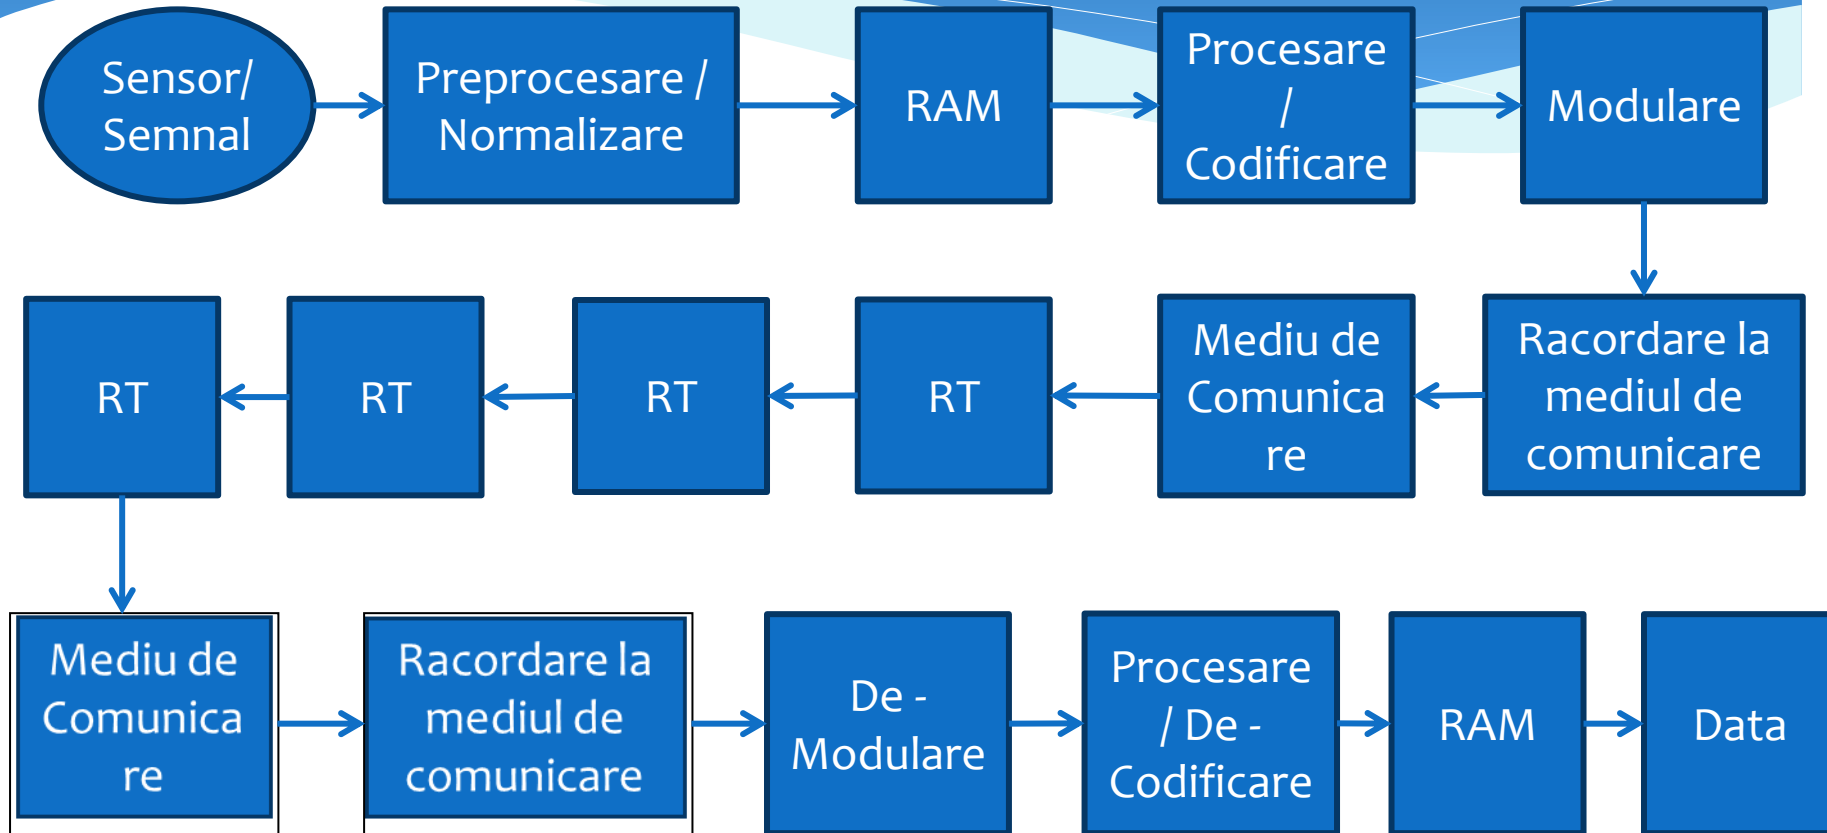 Sensor/
Semnal
Preprocesare /
Normalizare
RAM
Procesare
/
Codificare
Modulare
RT
RT
RT
RT
Mediu de
Comunica
re
Racordare la
mediul de
comunicare
Mediu de
Comunica
re
Racordare la
mediul de
comunicare
De -
Modulare
Procesare
/ De -
Codificare
RAM
Data